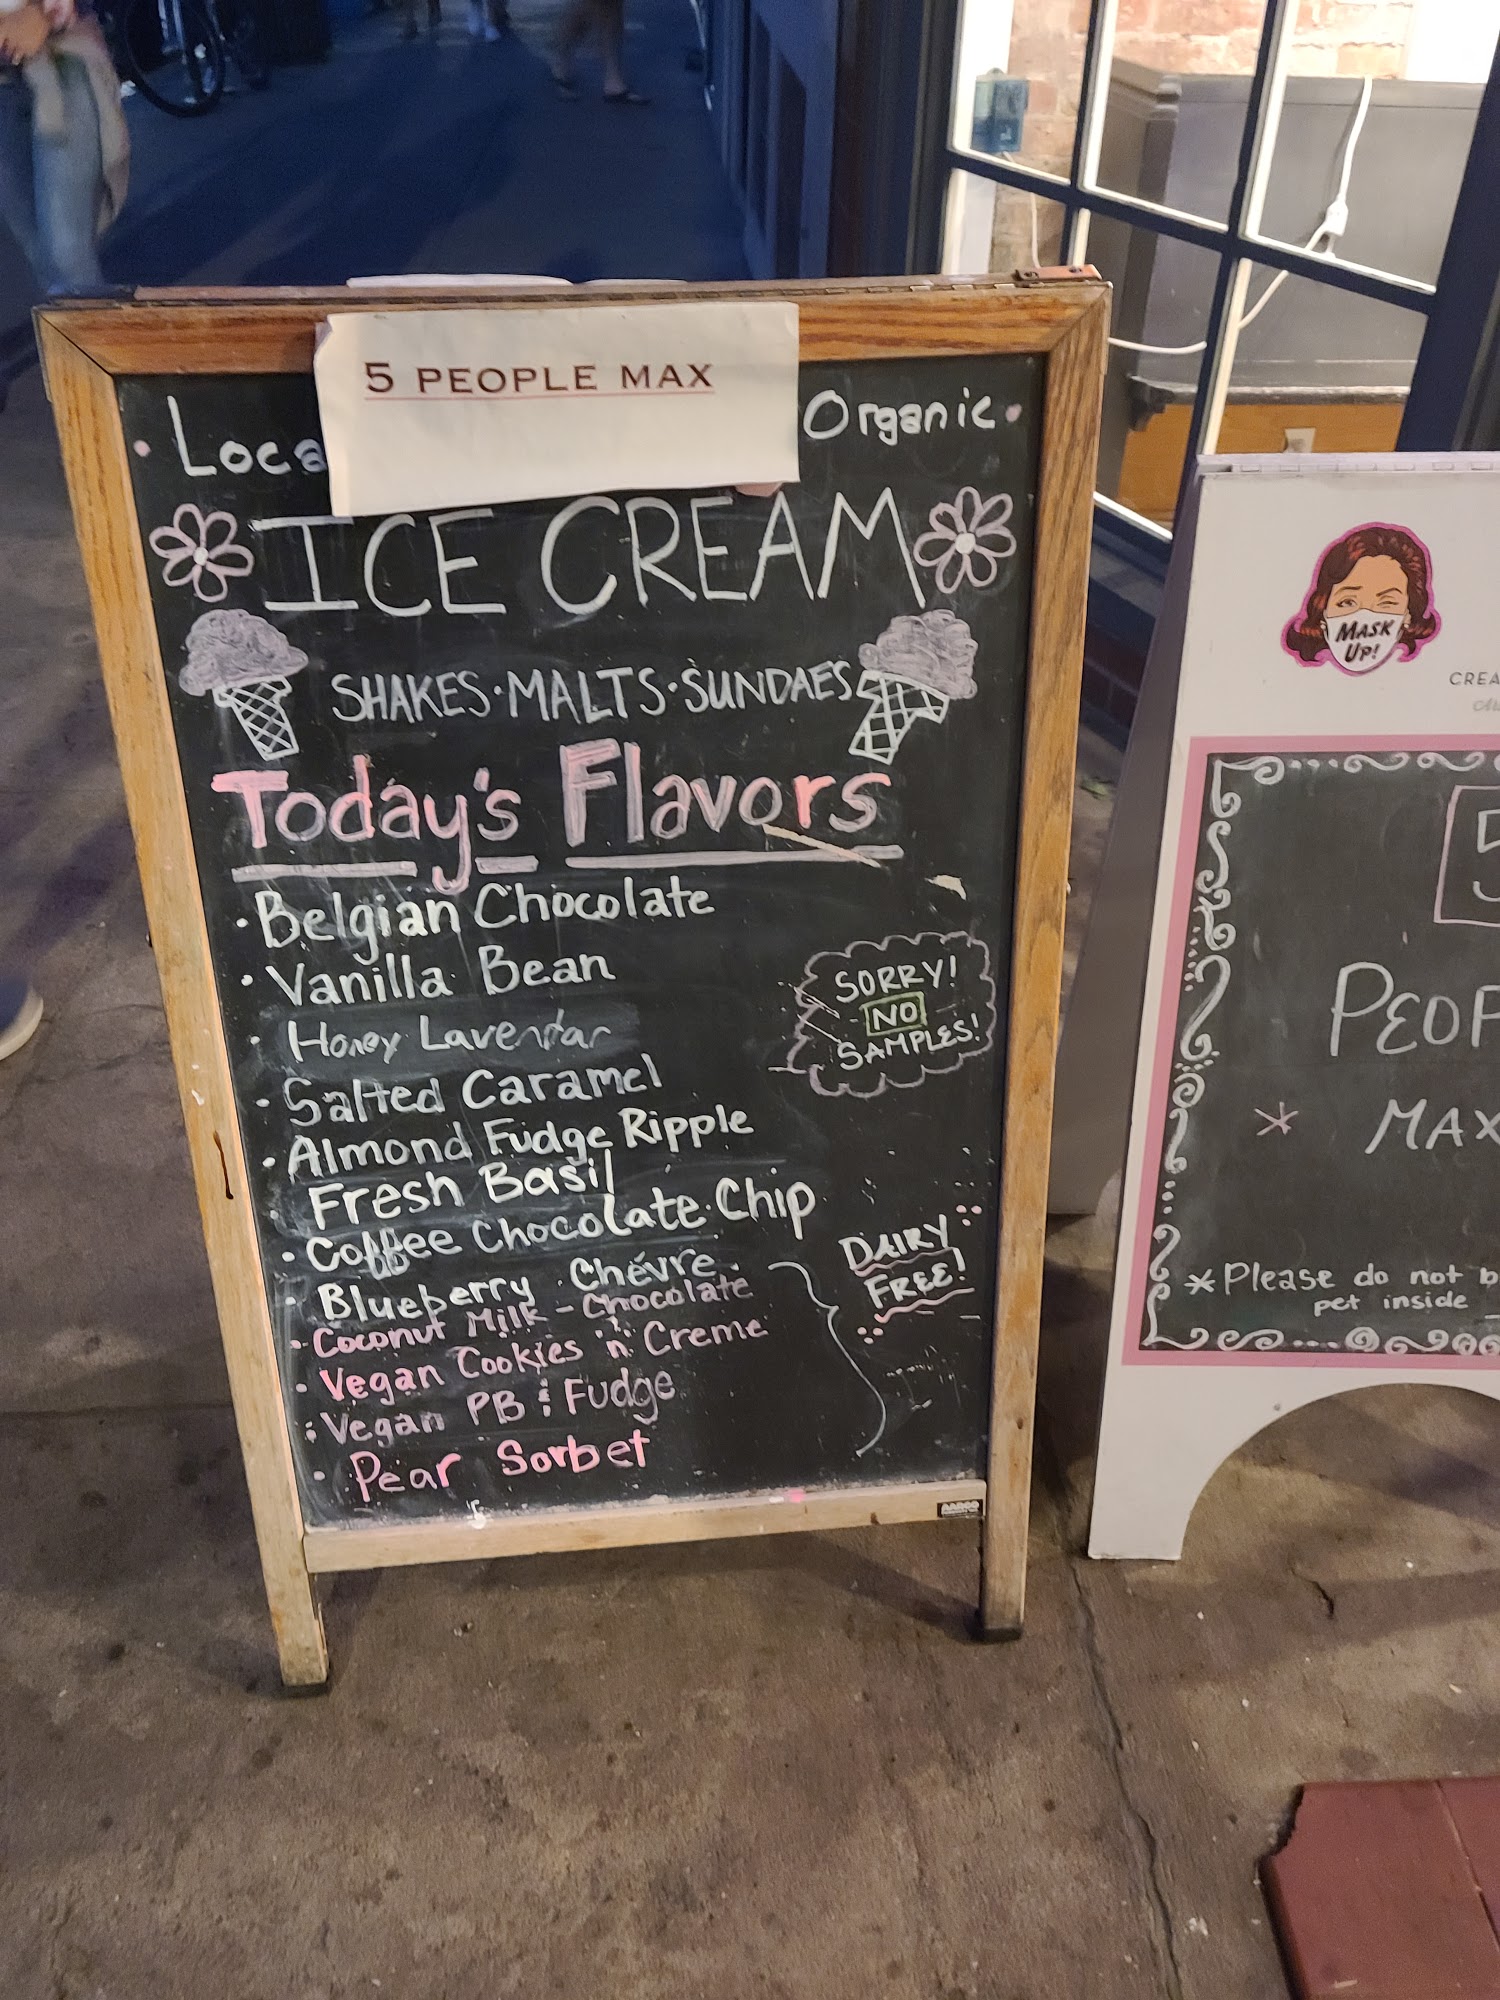 5 PEOPLE MAX
Loca Organic
ICE CREAM
SHAKES · MALTS · SUNDAES
Today's Flavors
· Belgian Chocolate
· Vanilla Bean
· Honey Lavendar
· Salted Caramel
· Almond Fudge Ripple
· Fresh Basil
· Coffee Chocolate Chip
· Blueberry Chévre
· Coconut Milk - Chocolate
· Vegan Cookies 'n' Creme
· Vegan PB & Fudge
· Pear Sorbet
SORRY!
NO
SAMPLES!
DAIRY
FREE!
MASK
UP!
CREA
5
PEOP
* MAX
* Please do not b
pet inside